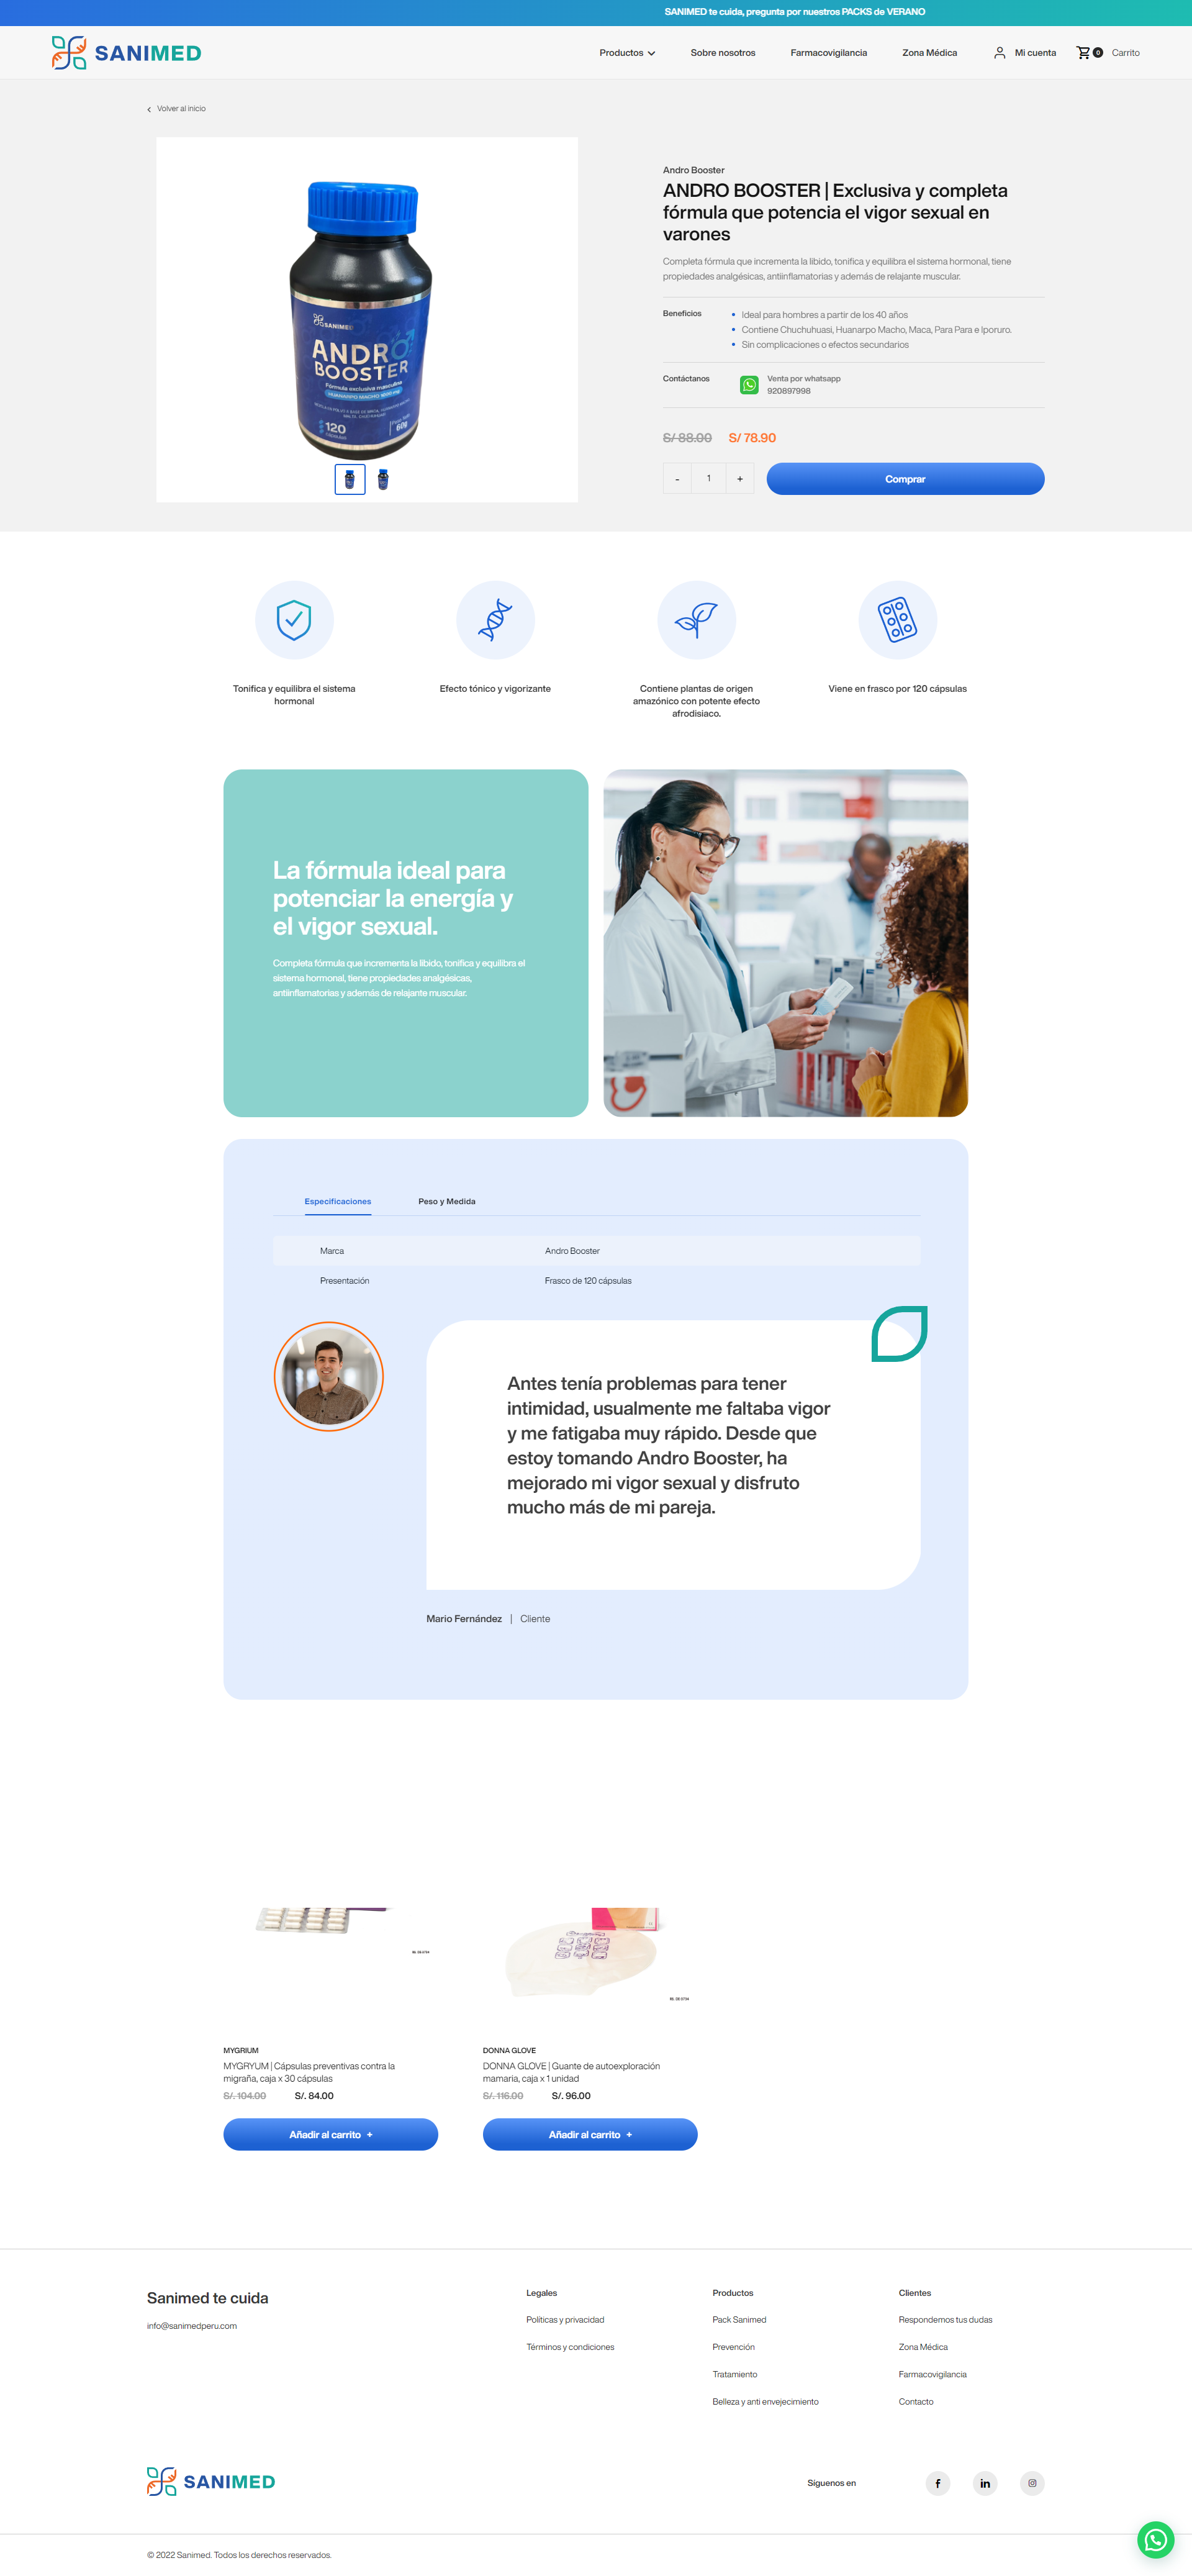 SANIMED te cuida, pregunta por nuestros PACKS de VERANO
SANIMED
Productos
Sobre nosotros
Farmacovigilancia
Zona Médica
Mi cuenta
0
Carrito
Volver al inicio
SANIMED
ANDRO
BOOSTER
Fórmula exclusiva masculina
120
60g
Andro Booster
ANDRO BOOSTER | Exclusiva y completa
fórmula que potencia el vigor sexual en
varones
Completa fórmula que incrementa la libido, tonifica y equilibra el sistema hormonal, tiene
propiedades analgésicas, antiinflamatorias y además de relajante muscular.
Beneficios
Ideal para hombres a partir de los 40 años
Contiene Chuchuhuasi, Huanarpo Macho, Maca, Para Para e Iporuro.
Sin complicaciones o efectos secundarios
Contáctanos
Venta por whatsapp
920897998
S/ 88.00
S/ 78.90
- 1 +
Comprar
Tonifica y equilibra el sistema
hormonal
Efecto tónico y vigorizante
Contiene plantas de origen
amazónico con potente efecto
afrodisiaco.
Viene en frasco por 120 cápsulas
La fórmula ideal para
potenciar la energía y
el vigor sexual.
Completa fórmula que incrementa la libido, tonifica y equilibra el
sistema hormonal, tiene propiedades analgésicas,
antiinflamatorias y además de relajante muscular.
Especificaciones
Peso y Medida
Marca
Andro Booster
Presentación
Frasco de 120 cápsulas
Antes tenía problemas para tener
intimidad, usualmente me faltaba vigor
y me fatigaba muy rápido. Desde que
estoy tomando Andro Booster, ha
mejorado mi vigor sexual y disfruto
mucho más de mi pareja.
Mario Fernández | Cliente
MYGRIUM
MYGRYUM | Cápsulas preventivas contra la
migraña, caja x 30 cápsulas
S/. 104.00
S/. 84.00
Añadir al carrito +
DONNA GLOVE
DONNA GLOVE | Guante de autoexploración
mamaria, caja x 1 unidad
S/. 116.00
S/. 96.00
Añadir al carrito +
Sanimed te cuida
info@sanimedperu.com
Legales
Políticas y privacidad
Términos y condiciones
Productos
Pack Sanimed
Prevención
Tratamiento
Belleza y anti envejecimiento
Clientes
Respondemos tus dudas
Zona Médica
Farmacovigilancia
Contacto
SANIMED
Síguenos en
© 2022 Sanimed. Todos los derechos reservados.